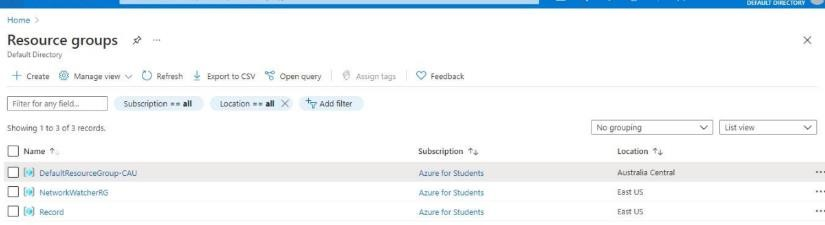 DEFAULT DIRECTORY
Home >
Resource groups ...
Default Directory
+ Create Manage view Refresh Export to CSV Open query Assign tags Feedback
Filter for any field... Subscription == all Location == all Add filter
Showing 1 to 3 of 3 records. No grouping List view
Name Subscription Location
DefaultResourceGroup-CAU Azure for Students Australia Central ...
NetworkWatcherRG Azure for Students East US ...
Record Azure for Students East US ...